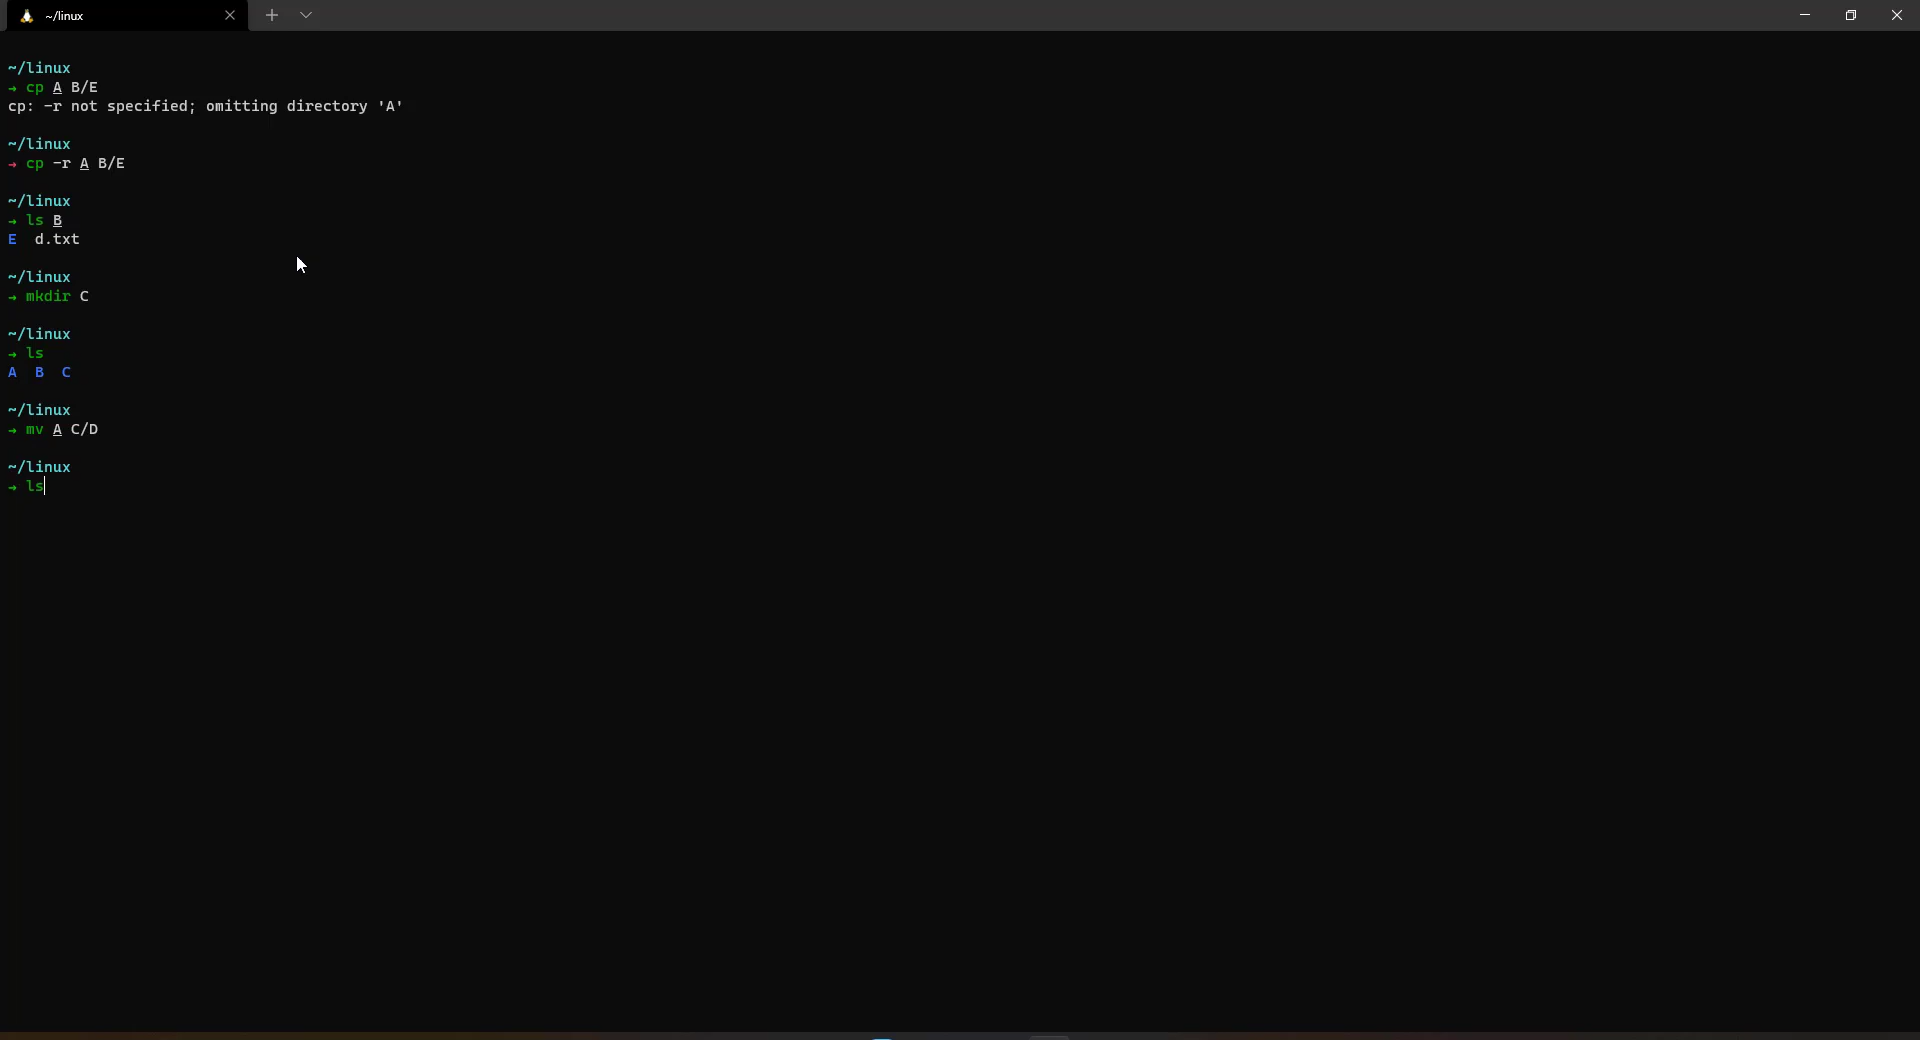 ~/linux
~/linux
→ cp A B/E
cp: -r not specified; omitting directory 'A'
~/linux
→ cp -r A B/E
~/linux
→ ls B
E  d.txt
~/linux
→ mkdir C
~/linux
→ ls
A  B  C
~/linux
→ mv A C/D
~/linux
→ ls